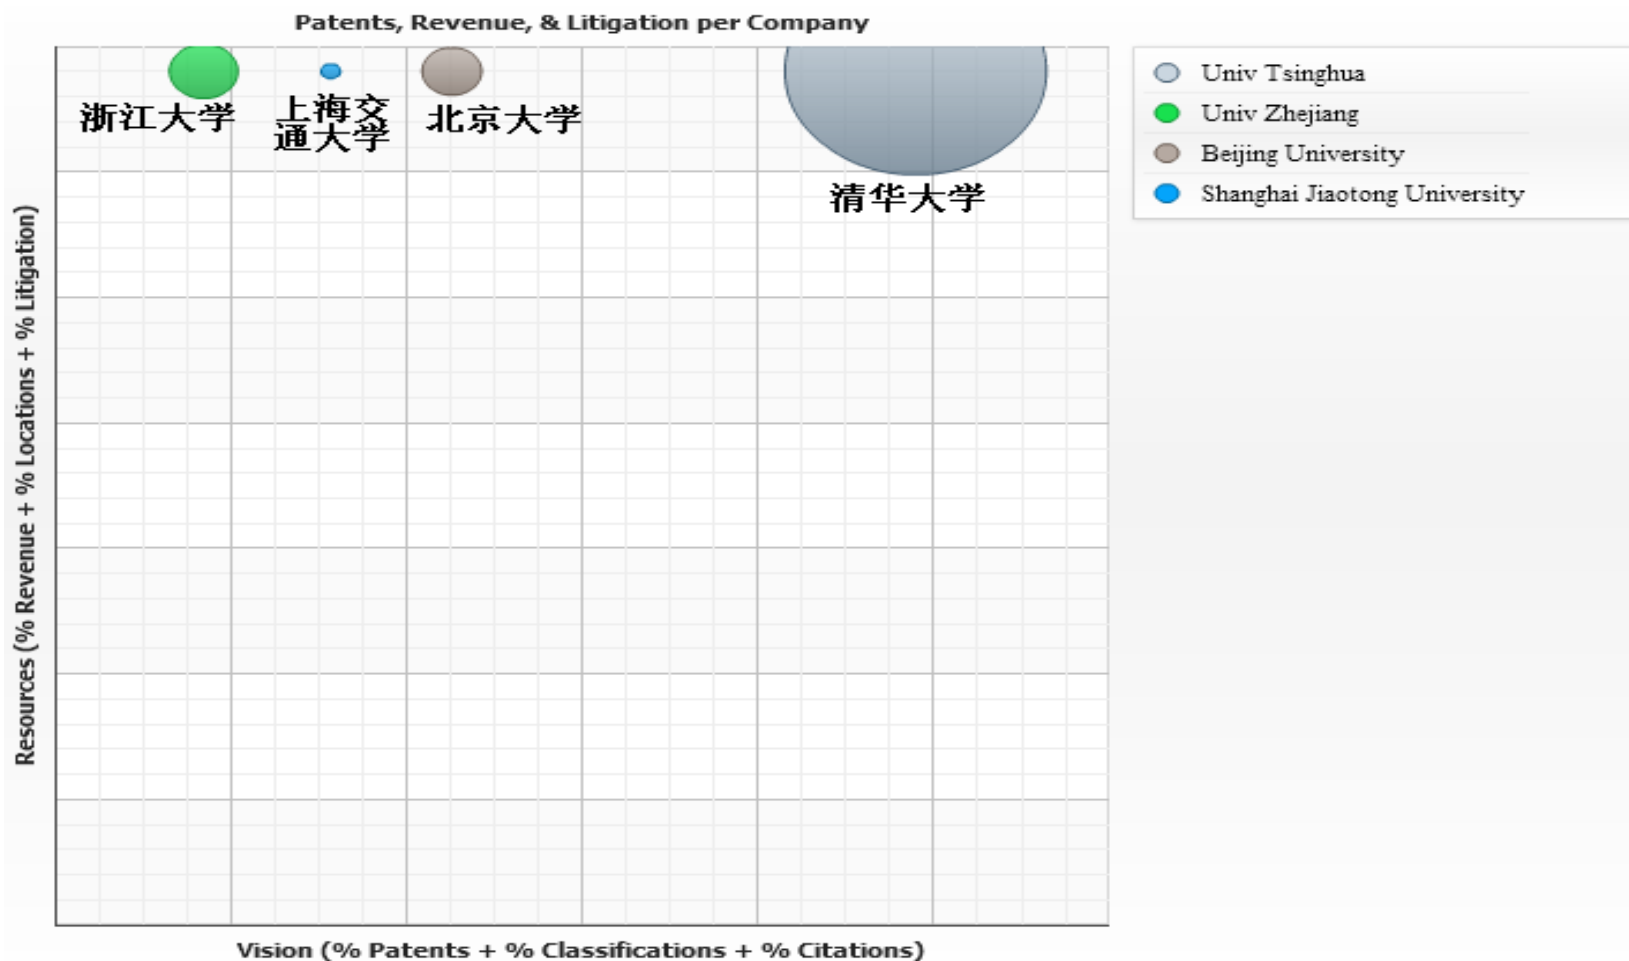 Patents, Revenue, & Litigation per Company
浙江大学
上海交
通大学
北京大学
清华大学
Univ Tsinghua
Univ Zhejiang
Beijing University
Shanghai Jiaotong University
Resources (% Revenue + % Locations + % Litigation)
Vision (% Patents + % Classifications + % Citations)